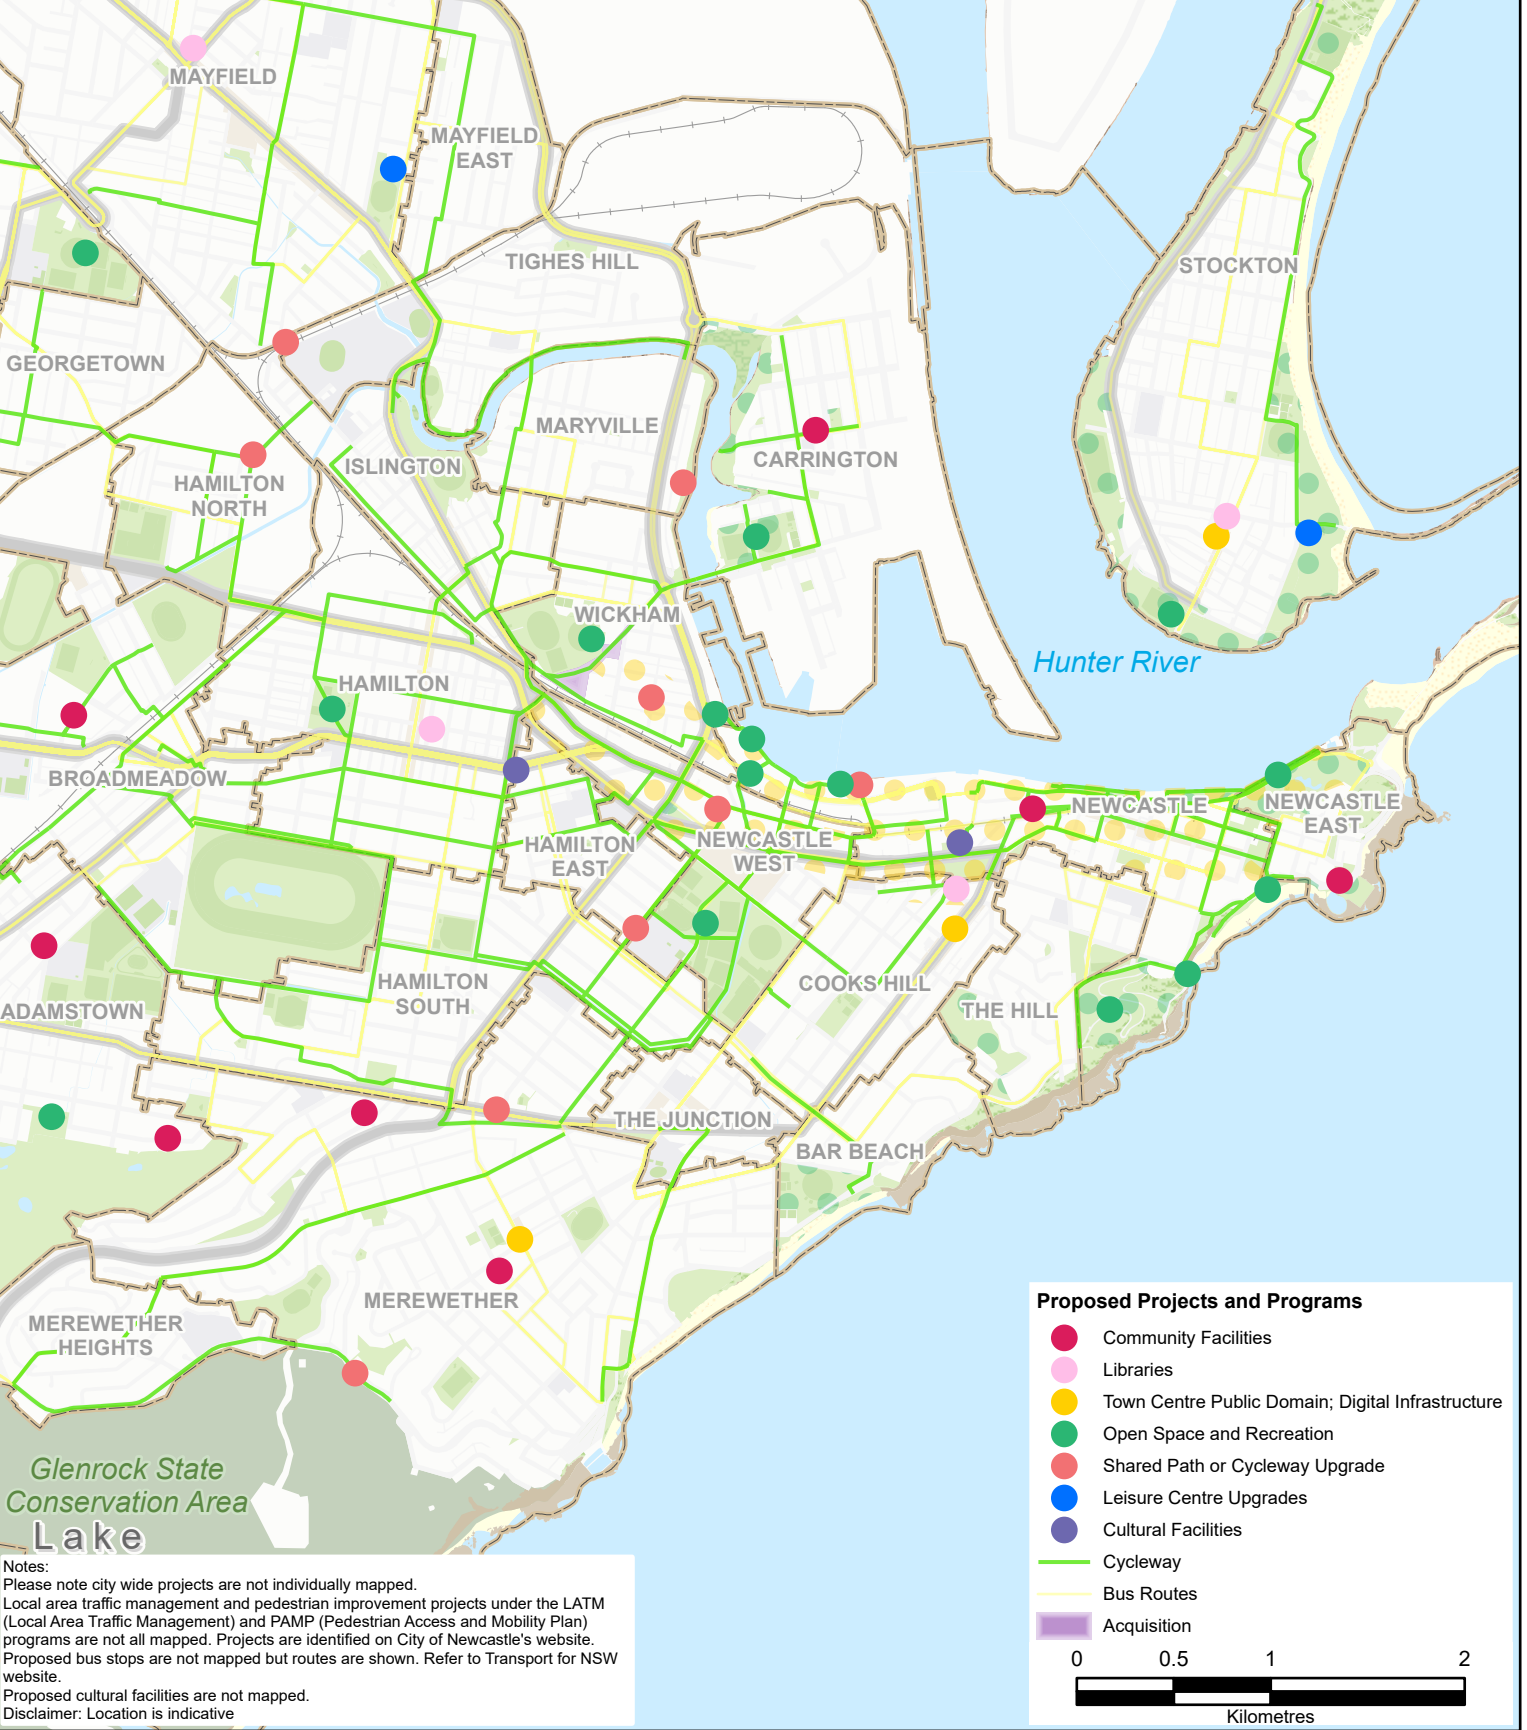 MAYFIELD
MAYFIELD
EAST
TIGHES HILL
STOCKTON
GEORGETOWN
MARYVILLE
ISLINGTON
CARRINGTON
HAMILTON
NORTH
WICKHAM
Hunter River
HAMILTON
BROADMEADOW
NEWCASTLE
NEWCASTLE
EAST
HAMILTON
EAST
NEWCASTLE
WEST
HAMILTON
SOUTH
COOKS HILL
THE HILL
ADAMSTOWN
THE JUNCTION
BAR BEACH
MEREWETHER
MEREWETHER
HEIGHTS
Glenrock State
Conservation Area
Lake
Notes:
Please note city wide projects are not individually mapped.
Local area traffic management and pedestrian improvement projects under the LATM
(Local Area Traffic Management) and PAMP (Pedestrian Access and Mobility Plan)
programs are not all mapped. Projects are identified on City of Newcastle's website.
Proposed bus stops are not mapped but routes are shown. Refer to Transport for NSW
website.
Proposed cultural facilities are not mapped.
Disclaimer: Location is indicative
Proposed Projects and Programs
Community Facilities
Libraries
Town Centre Public Domain; Digital Infrastructure
Open Space and Recreation
Shared Path or Cycleway Upgrade
Leisure Centre Upgrades
Cultural Facilities
Cycleway
Bus Routes
Acquisition
0 0.5 1 2
Kilometres